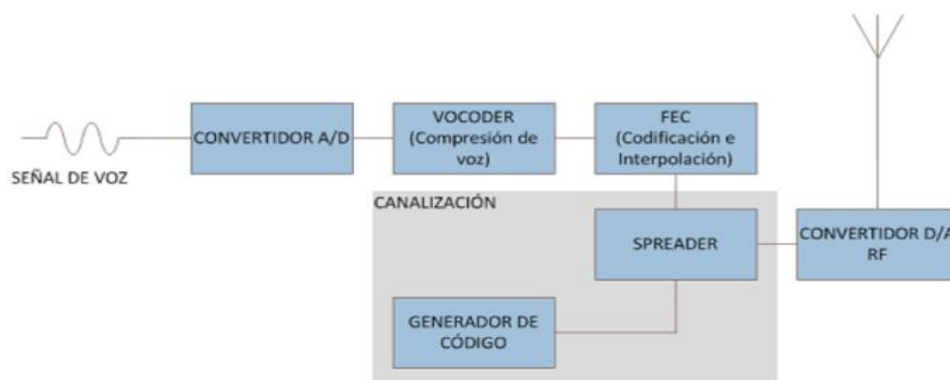 SEÑAL DE VOZ
CONVERTIDOR A/D
VOCODER
(Compresión de
voz)
FEC
(Codificación e
Interpolación)
CANALIZACIÓN
SPREADER
CONVERTIDOR D/A
RF
GENERADOR DE
CÓDIGO